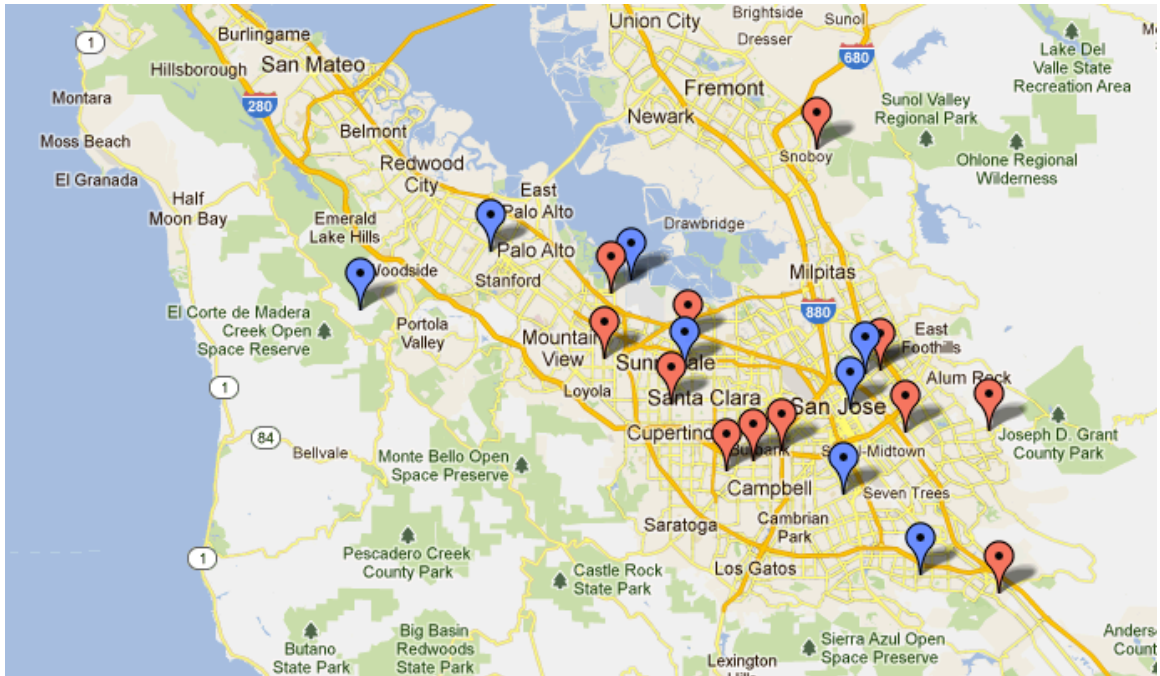 Union City
Brightside
Sunol
Dresser
1
Burlingame
680
Lake Del
Valle State
Recreation Area
Hillsborough
San Mateo
Fremont
Montara
280
Sunol Valley
Regional Park
Newark
Moss Beach
Belmont
Snoboy
Ohlone Regional
Wilderness
El Granada
Redwood
City
Half
Moon Bay
East
Palo Alto
Emerald
Lake Hills
Drawbridge
Palo Alto
Woodside
Stanford
Milpitas
El Corte de Madera
Creek Open
Space Reserve
Portola
Valley
880
Mountain
View
East
Foothills
Sunnyvale
Alum Rock
1
Loyola
Santa Clara
San Jose
84
Cupertino
Joseph D. Grant
County Park
Bellvale
Monte Bello Open
Space Preserve
Burbank
-Midtown
Campbell
Seven Trees
Saratoga
Cambrian
Park
1
Pescadero Creek
County Park
Los Gatos
Castle Rock
State Park
Butano
State Park
Big Basin
Redwoods
State Park
Sierra Azul Open
Space Preserve
Anders
Count
Lexington
Hills